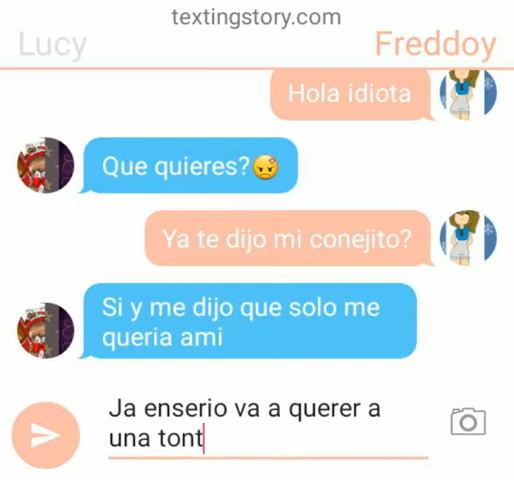 textingstory.com
Lucy
Freddoy
Hola idiota
Que quieres?😡
Ya te dijo mi conejito?
Si y me dijo que solo me
queria ami
Ja enserio va a querer a
una tont